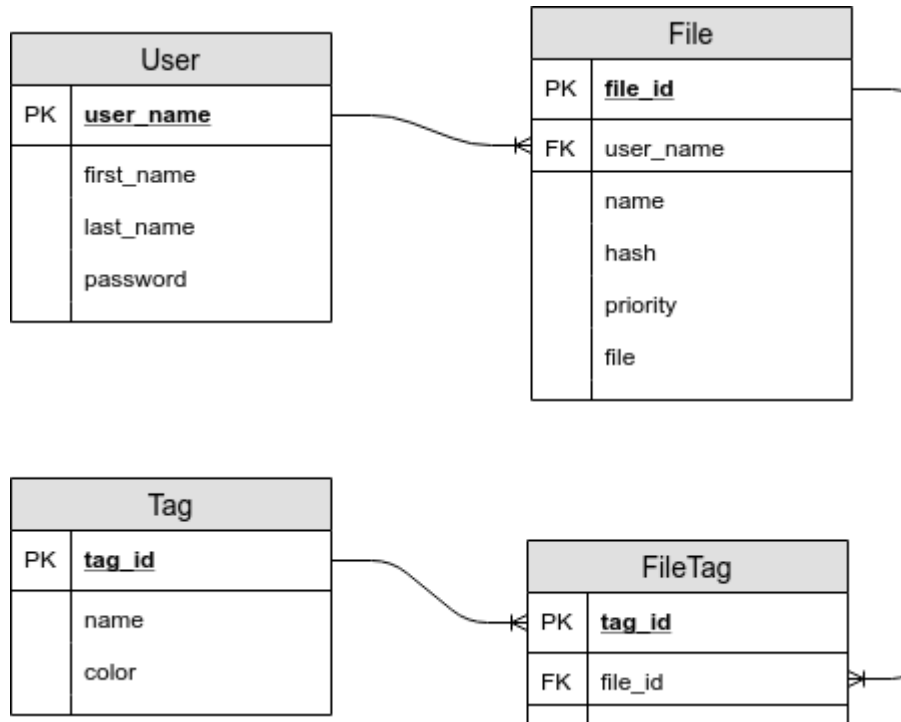 User
PK user_name
first_name
last_name
password
File
PK file_id
FK user_name
name
hash
priority
file
Tag
PK tag_id
name
color
FileTag
PK tag_id
FK file_id